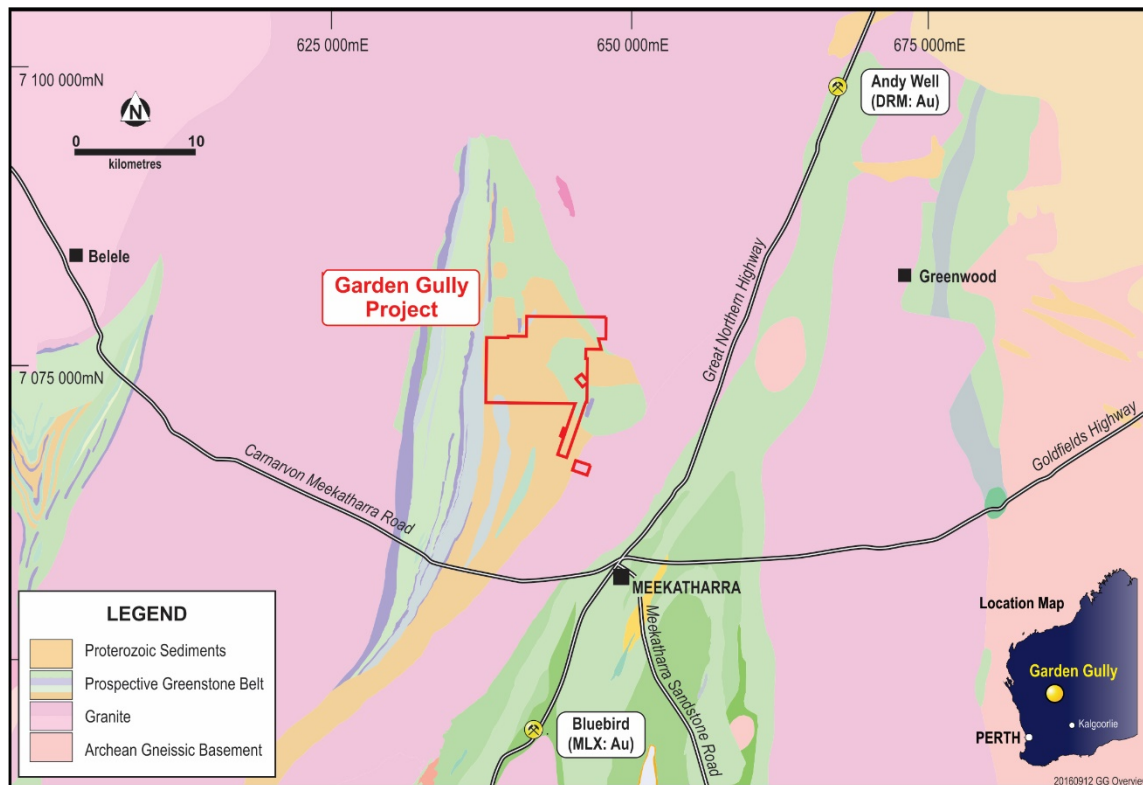 625 000mE
650 000mE
675 000mE
7 100 000mN
N
0
10
kilometres
Andy Well
(DRM: Au)
Belele
Greenwood
Garden Gully
Project
Great Northern Highway
7 075 000mN
Goldfields Highway
Carnarvon Meekatharra Road
MEEKATHARRA
Meekatharra Sandstone Road
Bluebird
(MLX: Au)
LEGEND
Proterozoic Sediments
Prospective Greenstone Belt
Granite
Archean Gneissic Basement
Location Map
Garden Gully
Kalgoorlie
PERTH
20160912 GG Overview